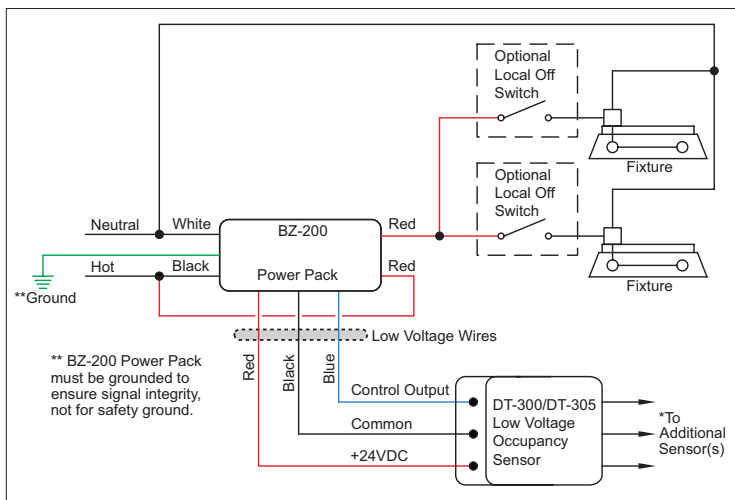 Optional
Local Off
Switch
Fixture
Optional
Local Off
Switch
Fixture
Neutral
White
BZ-200
Red
Hot
Black
Power Pack
Red
**Ground
Low Voltage Wires
** BZ-200 Power Pack
must be grounded to
ensure signal integrity,
not for safety ground.
Red
Black
Blue
Control Output
Common
+24VDC
DT-300/DT-305
Low Voltage
Occupancy
Sensor
*To
Additional
Sensor(s)